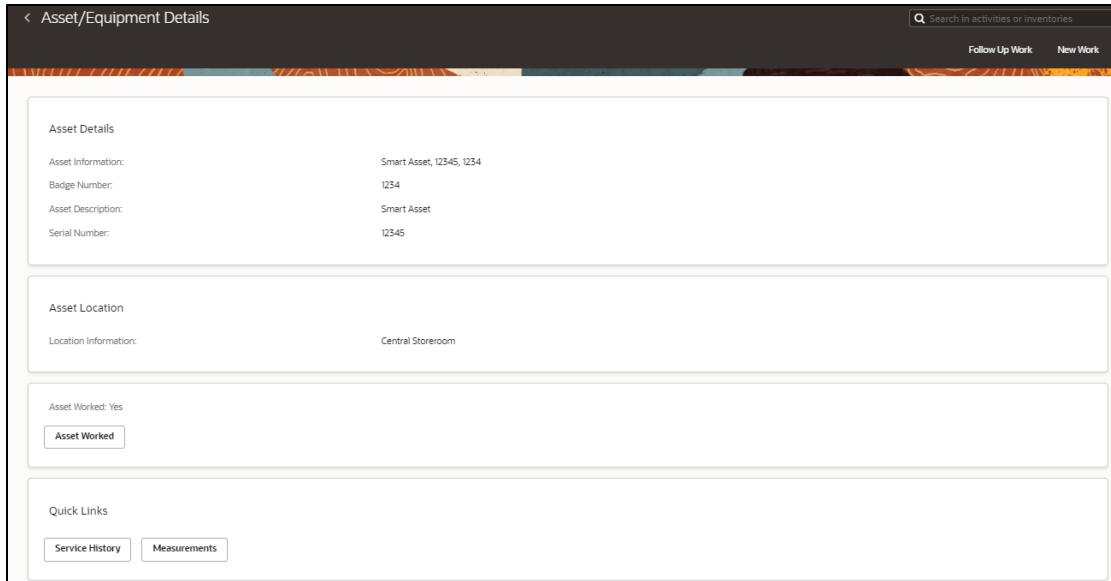 Asset/Equipment Details
Search in activities or inventories
Follow Up Work New Work
Asset Details
Asset Information: Smart Asset, 12345, 1234
Badge Number: 1234
Asset Description: Smart Asset
Serial Number: 12345
Asset Location
Location Information: Central Storeroom
Asset Worked: Yes
Asset Worked
Quick Links
Service History Measurements